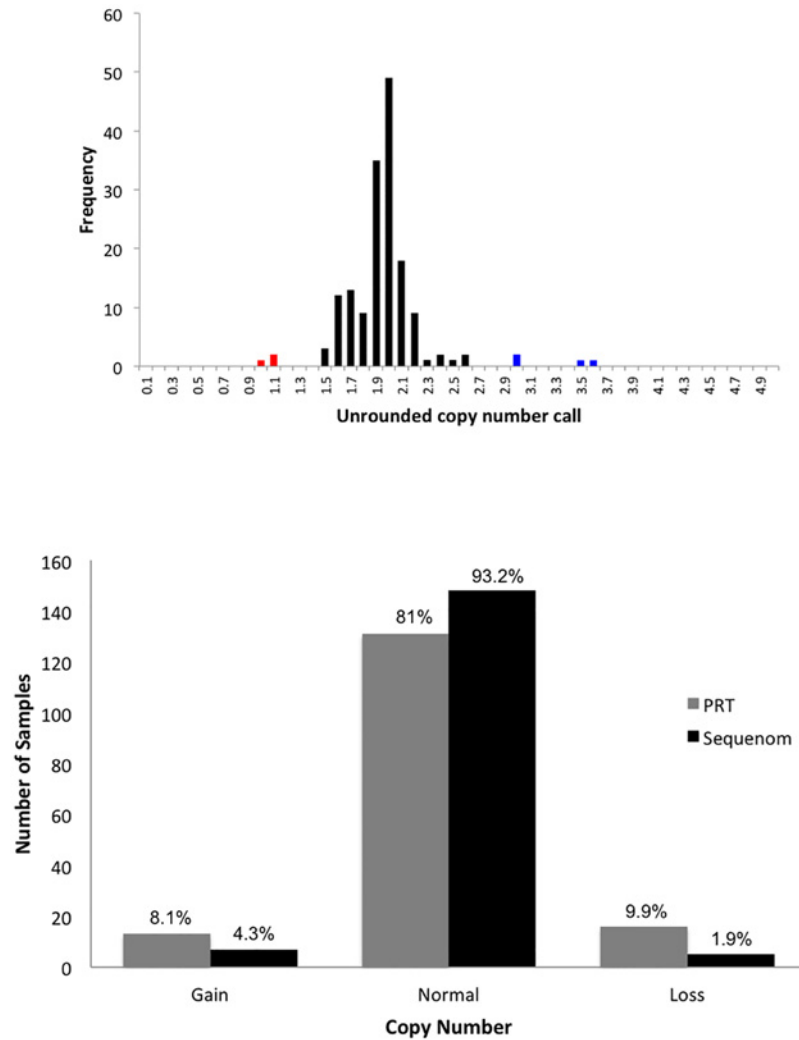 60
50
40
30
20
10
0
Frequency
0.1 0.3 0.5 0.7 0.9 1.1 1.3 1.5 1.7 1.9 2.1 2.3 2.5 2.7 2.9 3.1 3.3 3.5 3.7 3.9 4.1 4.3 4.5 4.7 4.9
Unrounded copy number call
160
140
120
100
80
60
40
20
0
Number of Samples
8.1%
4.3%
81%
93.2%
9.9%
1.9%
PRT
Sequenom
Gain Normal Loss
Copy Number